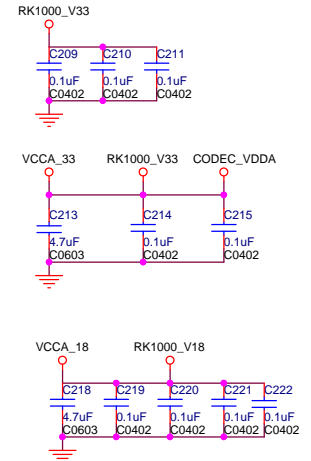 RK1000_V33
C209 C210 C211
0.1uF 0.1uF 0.1uF
C0402 C0402 C0402
VCCA_33 RK1000_V33 CODEC_VDDA
C213 C214 C215
4.7uF 0.1uF 0.1uF
C0603 C0402 C0402
VCCA_18 RK1000_V18
C218 C219 C220 C221 C222
4.7uF 0.1uF 0.1uF 0.1uF 0.1uF
C0603 C0402 C0402 C0402 C0402